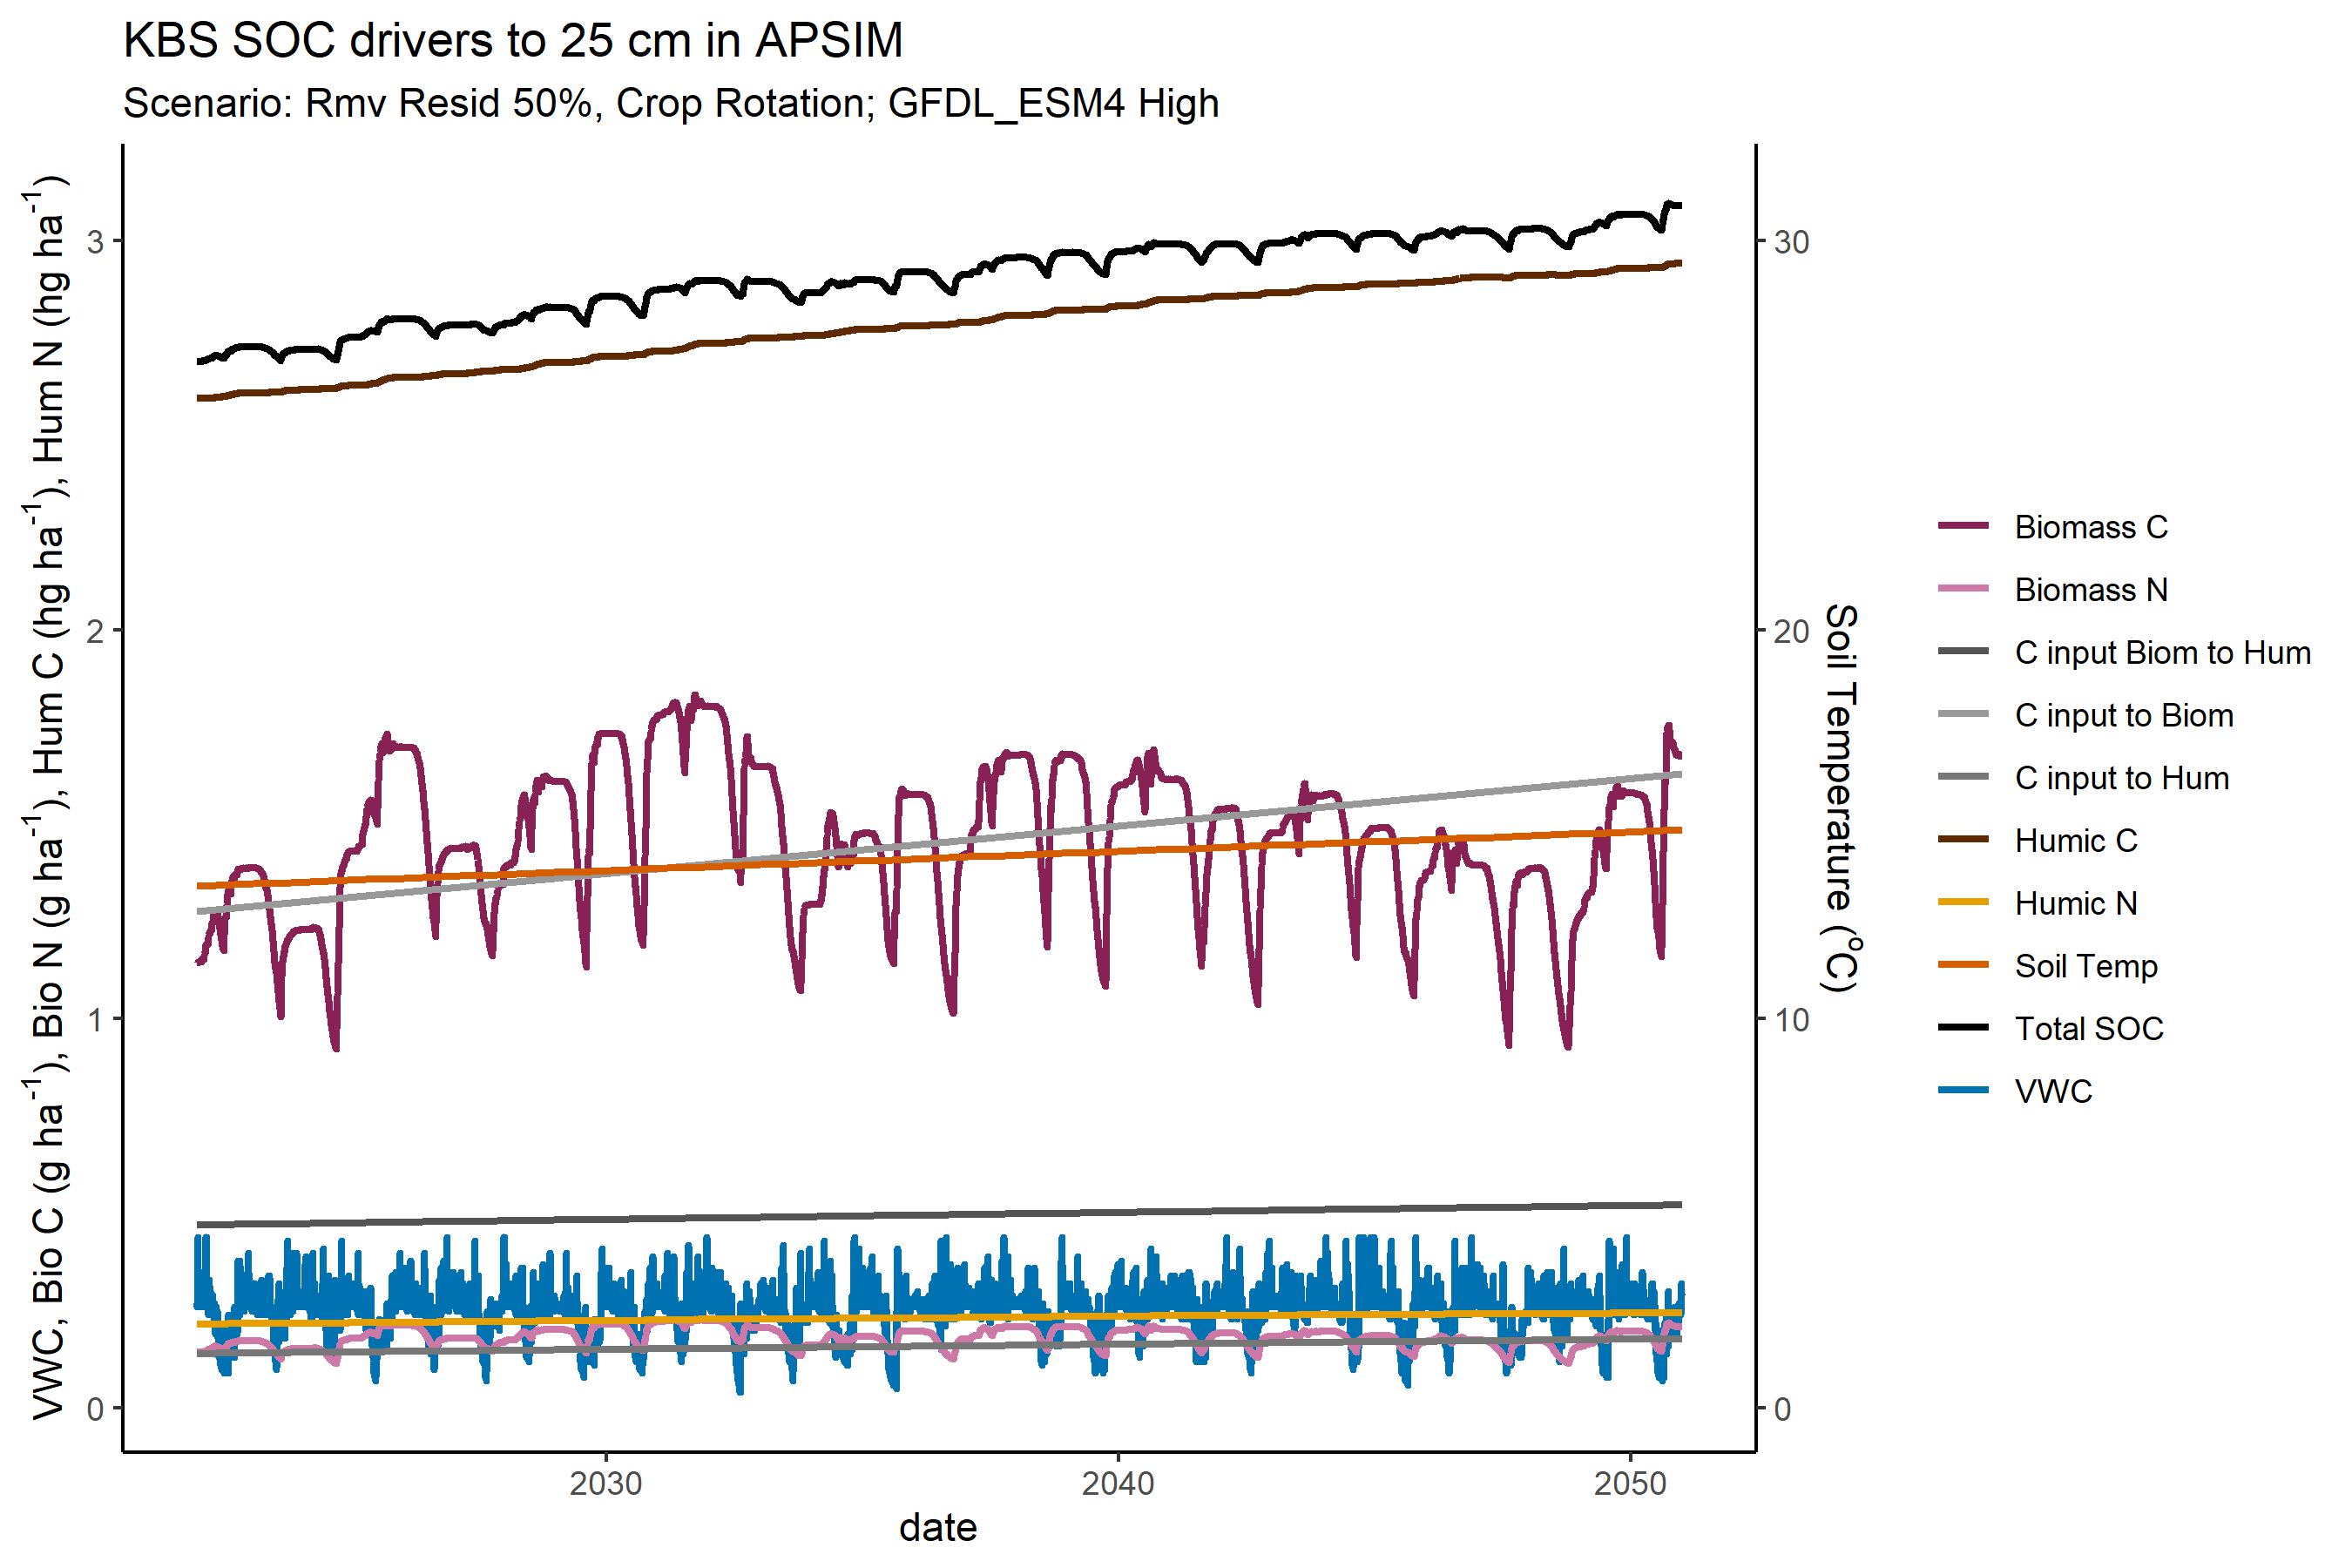 KBS SOC drivers to 25 cm in APSIM
Scenario: Rmv Resid 50%, Crop Rotation; GFDL_ESM4 High
VWC, Bio C (g ha⁻¹), Bio N (g ha⁻¹), Hum C (hg ha⁻¹), Hum N (hg ha⁻¹)
3
2
1
0
30
20
10
0
Soil Temperature (°C)
2030
2040
2050
date
Biomass C
Biomass N
C input Biom to Hum
C input to Biom
C input to Hum
Humic C
Humic N
Soil Temp
Total SOC
VWC